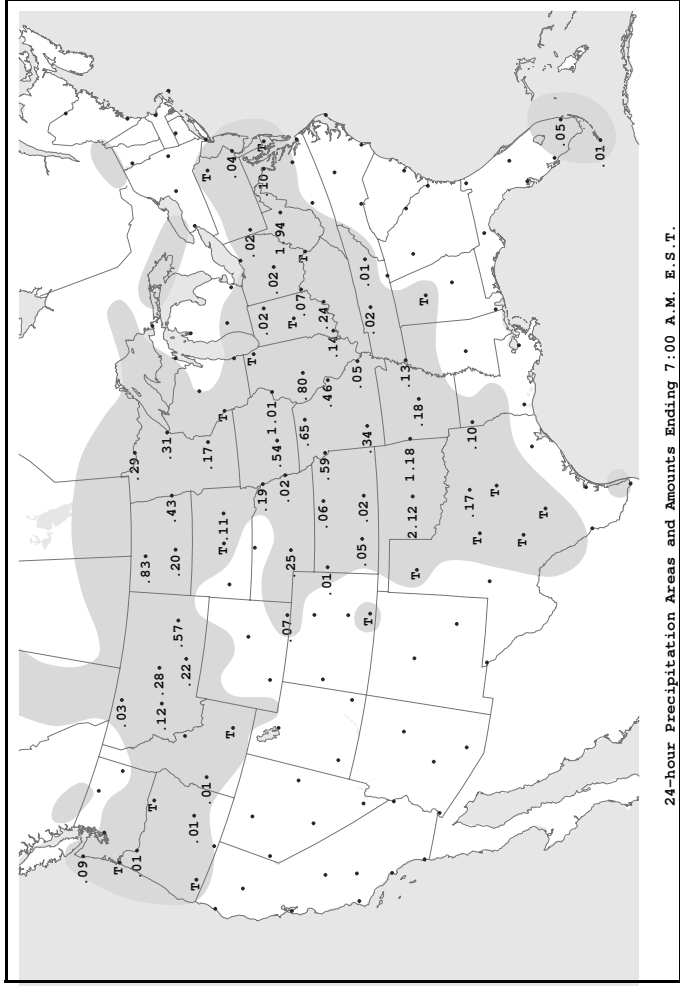 .09
T
.03
.01
.29
.83
T
.28
.12
.31
.43
.20
.57
.22
T
.01
.01
.17
T
T
.11
T
T
.04
.02
T
.19
.02
.10
T
1.01
.02
.54
1.94
.02
.07
.25
T
.80
.07
T
.65
.59
.06
.24
.01
.46
.14
.05
.05
.02
.34
.01
T
.02
.13
2.12
1.18
T
.18
T
.17
.10
T
T
T
T
.05
.01
24-hour Precipitation Areas and Amounts Ending 7:00 A.M. E.S.T.